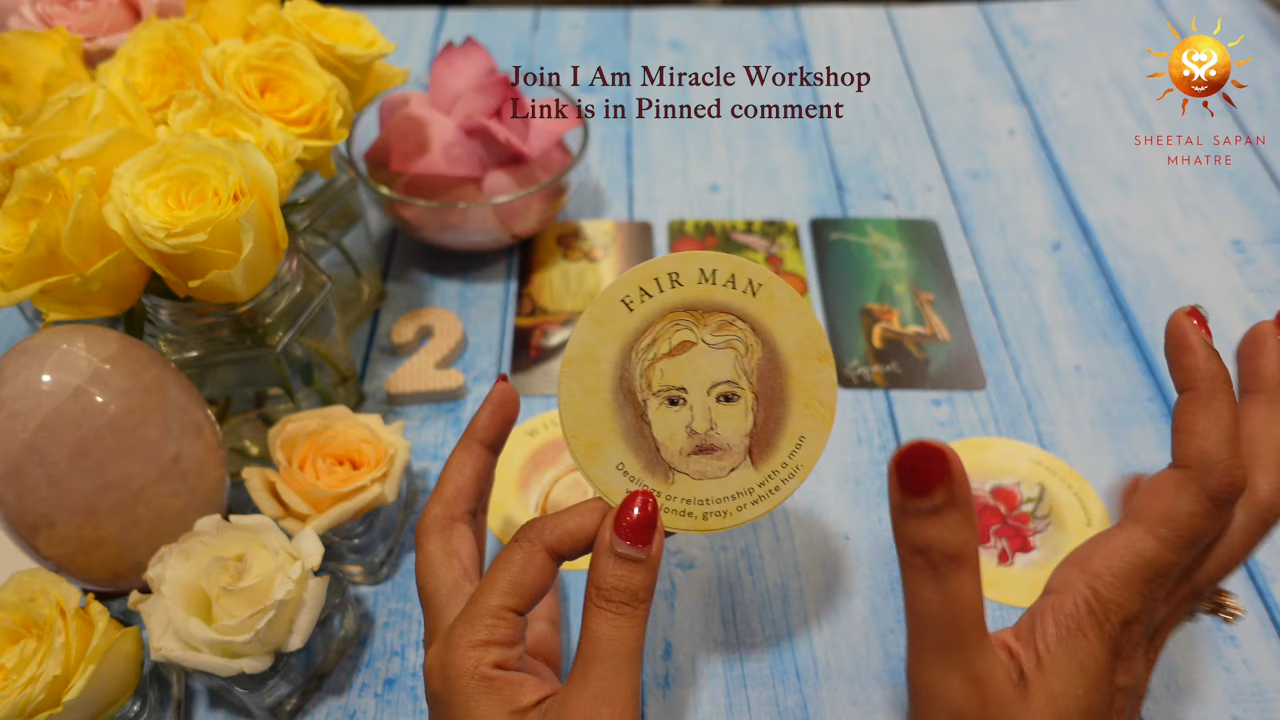 Join I Am Miracle Workshop
Link is in Pinned comment
SHEETAL SAPAN
MHATRE
2
FAIR MAN
Dealings or relationship with a man
blonde, gray, or white hair.